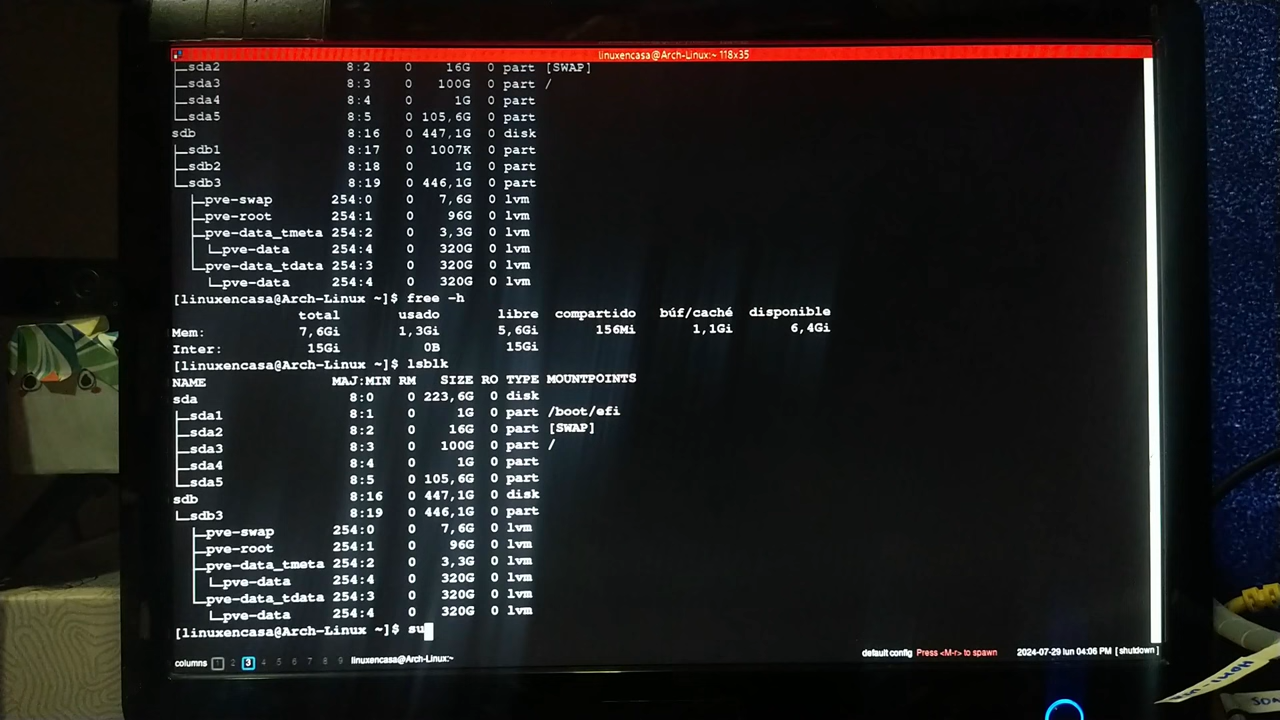 linuxencasa@Arch-Linux:~ 118x35
├─sda2 8:2 0 16G 0 part [SWAP]
├─sda3 8:3 0 100G 0 part /
├─sda4 8:4 0 1G 0 part
└─sda5 8:5 0 105,6G 0 part
sdb 8:16 0 447,1G 0 disk
├─sdb1 8:17 0 1007K 0 part
├─sdb2 8:18 0 1G 0 part
└─sdb3 8:19 0 446,1G 0 part
├─pve-swap 254:0 0 7,6G 0 lvm
├─pve-root 254:1 0 96G 0 lvm
├─pve-data_tmeta 254:2 0 3,3G 0 lvm
│ └─pve-data 254:4 0 320G 0 lvm
└─pve-data_tdata 254:3 0 320G 0 lvm
└─pve-data 254:4 0 320G 0 lvm
[linuxencasa@Arch-Linux ~]$ free -h
total usado libre compartido búf/caché disponible
Mem: 7,6Gi 1,3Gi 5,6Gi 156Mi 1,1Gi 6,4Gi
Inter: 15Gi 0B 15Gi
[linuxencasa@Arch-Linux ~]$ lsblk
NAME MAJ:MIN RM SIZE RO TYPE MOUNTPOINTS
sda 8:0 0 223,6G 0 disk
├─sda1 8:1 0 1G 0 part /boot/efi
├─sda2 8:2 0 16G 0 part [SWAP]
├─sda3 8:3 0 100G 0 part /
├─sda4 8:4 0 1G 0 part
└─sda5 8:5 0 105,6G 0 part
sdb 8:16 0 447,1G 0 disk
└─sdb3 8:19 0 446,1G 0 part
├─pve-swap 254:0 0 7,6G 0 lvm
├─pve-root 254:1 0 96G 0 lvm
├─pve-data_tmeta 254:2 0 3,3G 0 lvm
│ └─pve-data 254:4 0 320G 0 lvm
└─pve-data_tdata 254:3 0 320G 0 lvm
└─pve-data 254:4 0 320G 0 lvm
[linuxencasa@Arch-Linux ~]$ su
columns 1 2 3 4 5 6 7 8 9 linuxencasa@Arch-Linux:~ default config Press <M-r> to spawn 2024-07-29 lun 04:06 PM [shutdown]